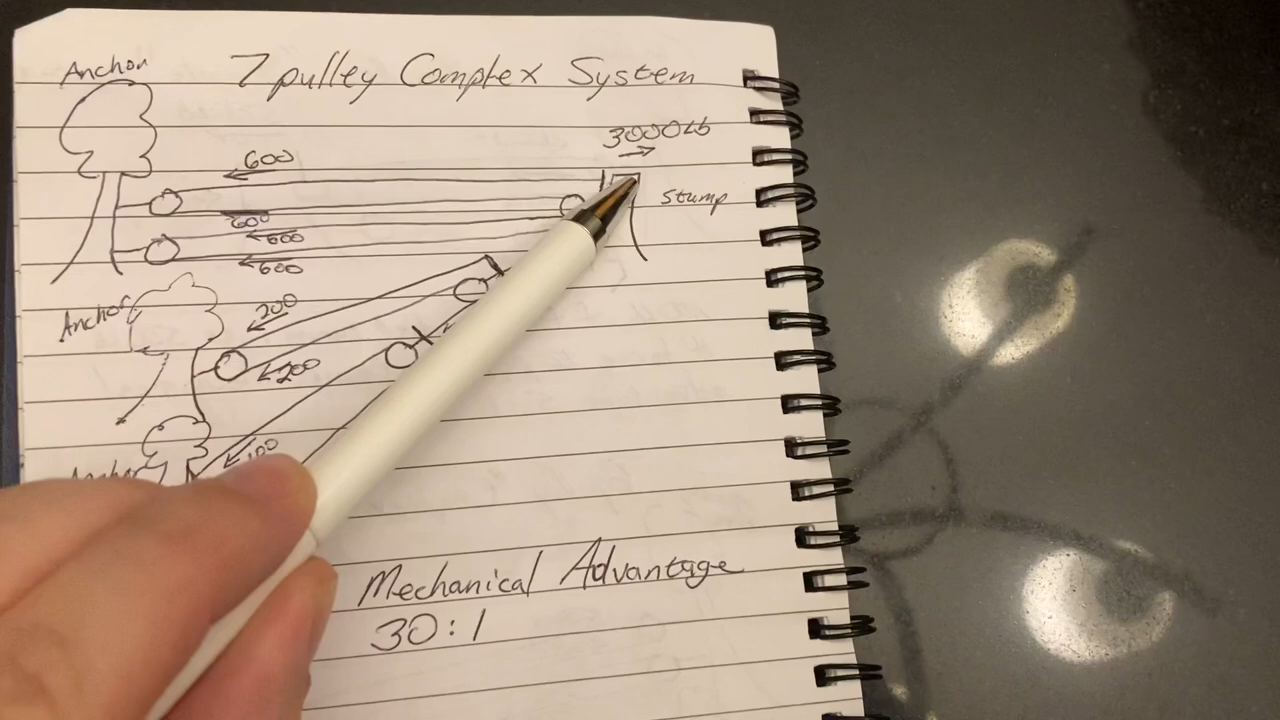 Anchor
7 pulley Complex System
3000Lb
600
Stump
600
600
600
Anchor
200
200
100
Anchor
Mechanical Advantage
30:1